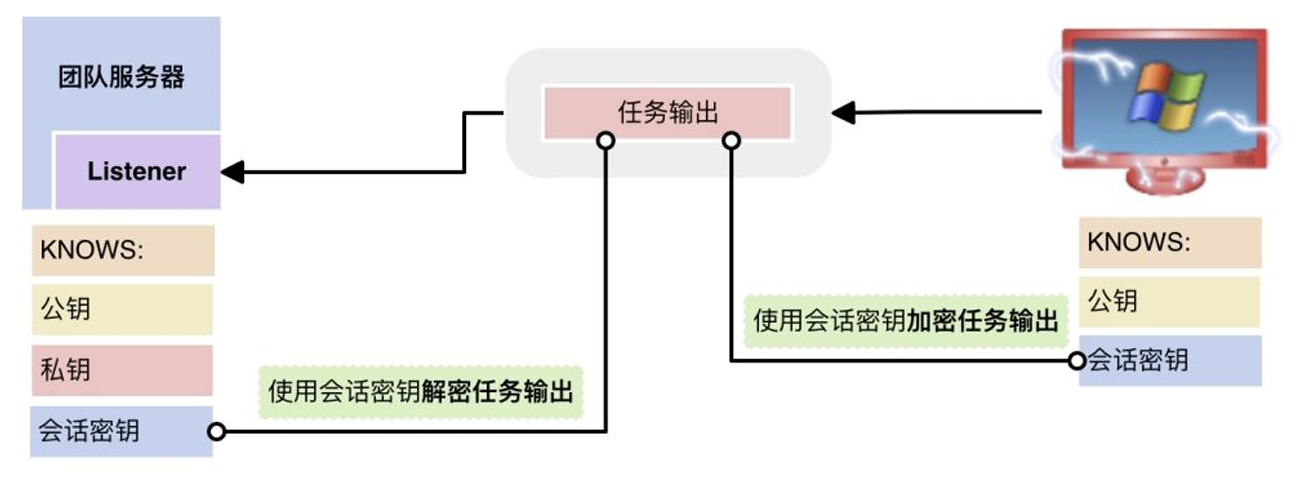 团队服务器
Listener
KNOWS:
公钥
私钥
会话密钥
任务输出
使用会话密钥解密任务输出
使用会话密钥加密任务输出
KNOWS:
公钥
会话密钥